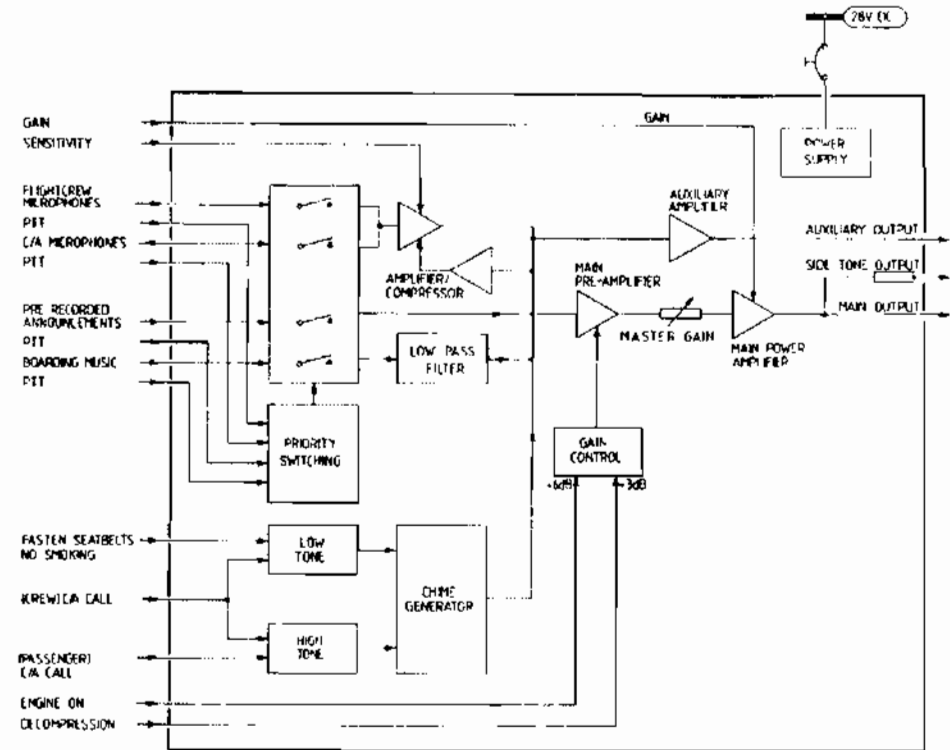 28V DC
GAIN
SENSITIVITY
GAIN
POWER
SUPPLY
FLIGHTCREW
MICROPHONES
PTT
C/A MICROPHONES
PTT
AUXILIARY
AMPLIFIER
AUXILIARY OUTPUT
SIDE TONE OUTPUT
MAIN OUTPUT
AMPLIFIER/
COMPRESSOR
MAIN
PRE-AMPLIFIER
MASTER GAIN
MAIN POWER
AMPLIFIER
PRE RECORDED
ANNOUNCEMENTS
PTT
BOARDING MUSIC
PTT
LOW PASS
FILTER
PRIORITY
SWITCHING
GAIN
CONTROL
+6dB
+3dB
FASTEN SEATBELTS
NO SMOKING
LOW
TONE
CHIME
GENERATOR
(CREW)C/A CALL
HIGH
TONE
(PASSENGER)
C/A CALL
ENGINE ON
DECOMPRESSION